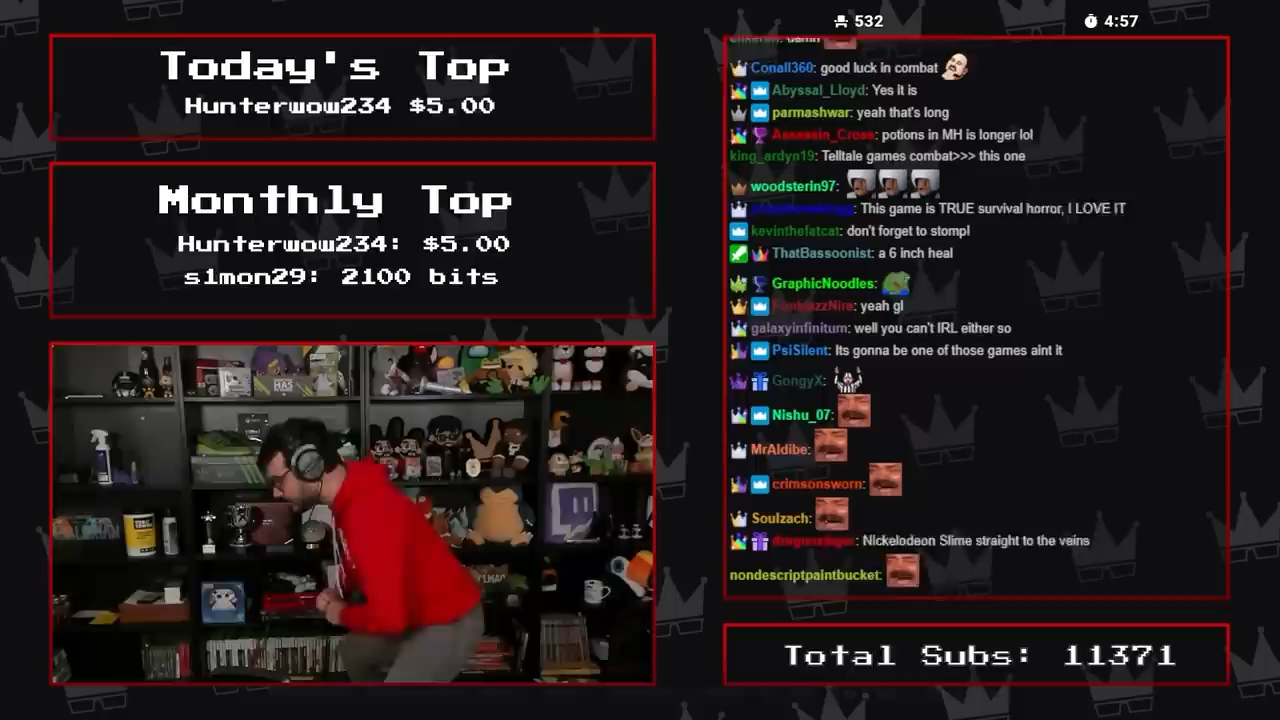 532
4:57
Today's Top
Hunterwow234 $5.00
Monthly Top
Hunterwow234: $5.00
s1mon29: 2100 bits
Conall360: good luck in combat
Abyssal_Lloyd: Yes it is
parmashwar: yeah that's long
Assassin_Cross: potions in MH is longer lol
king_ardyn19: Telltale games combat>>> this one
woodsterin97:
This game is TRUE survival horror, I LOVE IT
kevinthefatcat: don't forget to stomp!
ThatBassoonist: a 6 inch heal
GraphicNoodles:
yeah gl
galaxyinfinitum: well you can't IRL either so
PsiSilent: Its gonna be one of those games aint it
GongyX:
Nishu_07:
MrAldibe:
crimsonsworn:
Soulzach:
Nickelodeon Slime straight to the veins
nondescriptpaintbucket:
Total Subs: 11371